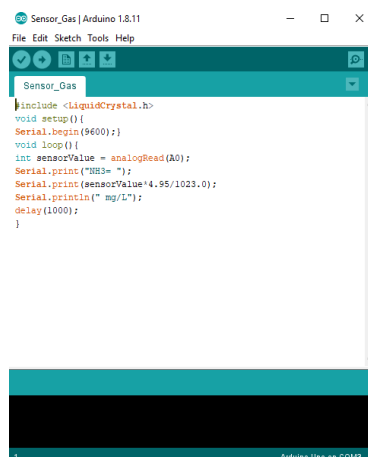 Sensor_Gas | Arduino 1.8.11
File Edit Sketch Tools Help
Sensor_Gas
#include <LiquidCrystal.h>
void setup(){
Serial.begin(9600);}
void loop(){
int sensorValue = analogRead(A0);
Serial.print("NH3= ");
Serial.print(sensorValue*4.95/1023.0);
Serial.println(" mg/L");
delay(1000);
}
1 Arduino Uno on COM3